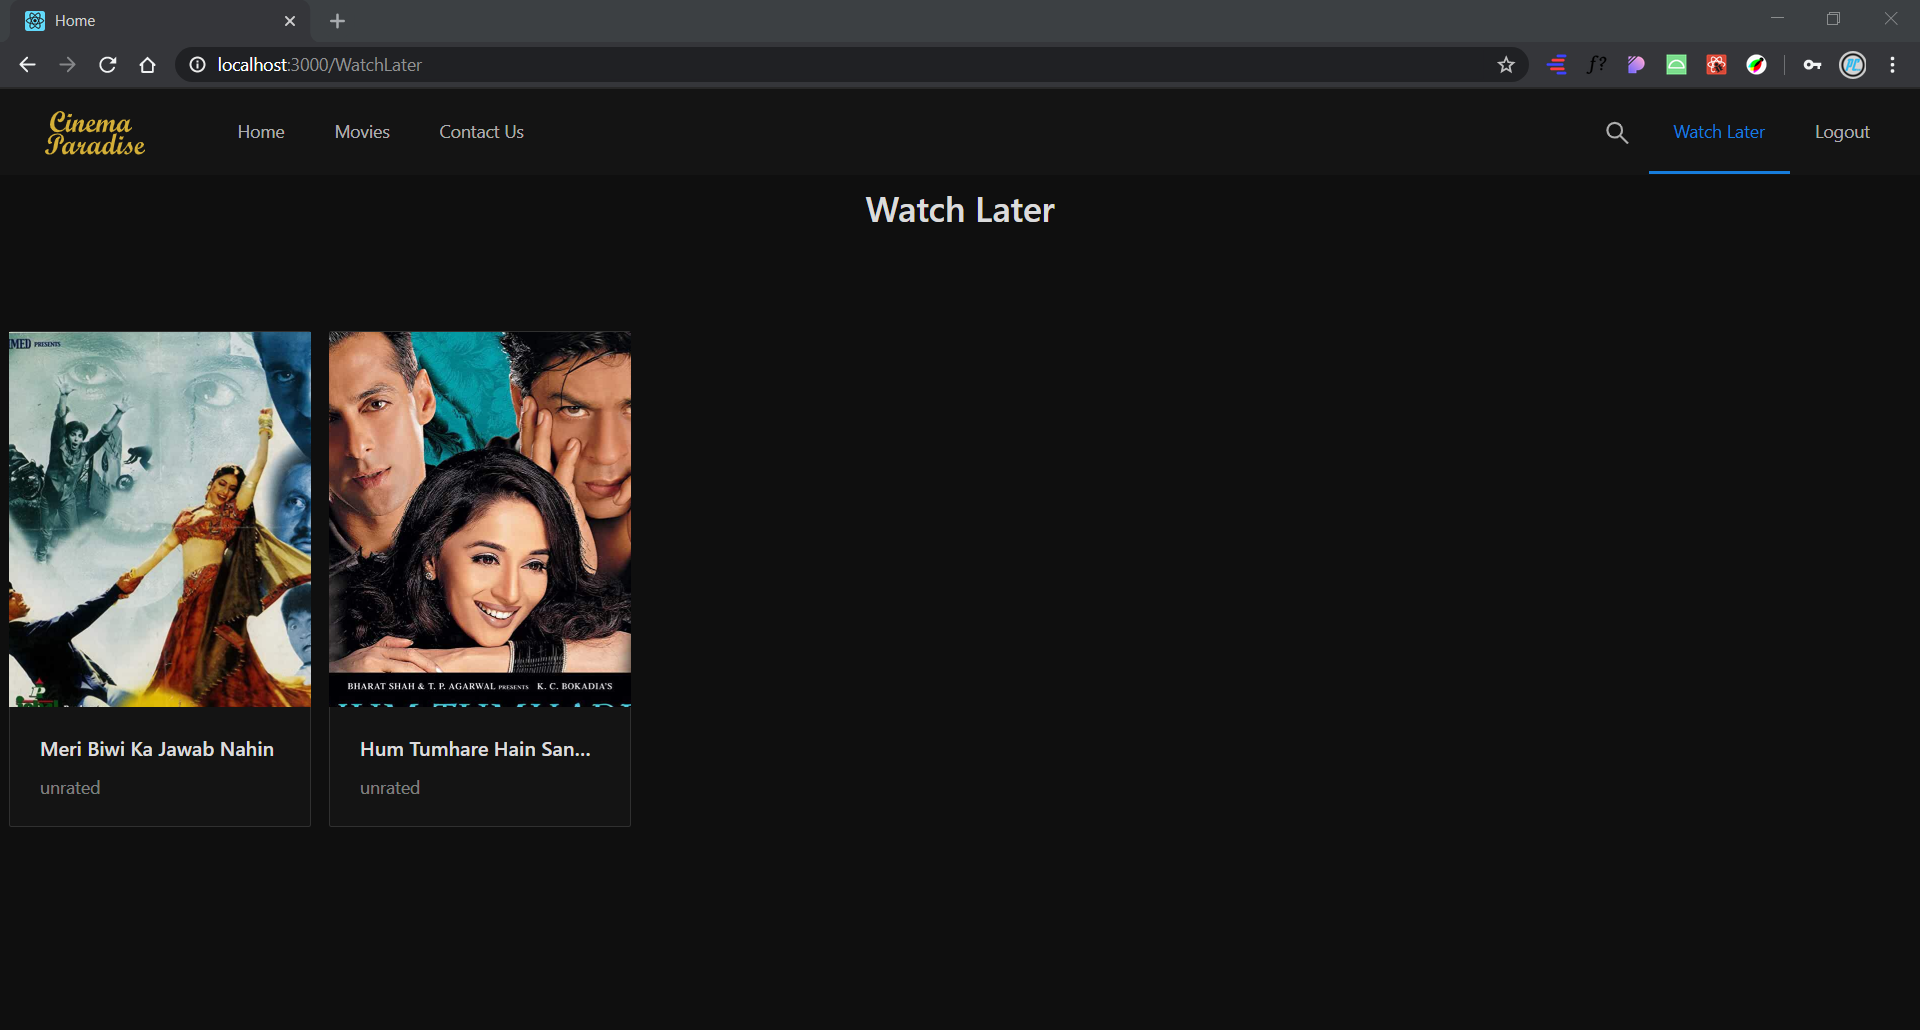 Home
localhost:3000/WatchLater
f?
PC
Cinema
Paradise
Home
Movies
Contact Us
Watch Later
Logout
Watch Later
MED PRESENTS
BHARAT SHAH & T. P. AGARWAL PRESENTS K. C. BOKADIA'S
Meri Biwi Ka Jawab Nahin
unrated
Hum Tumhare Hain San...
unrated